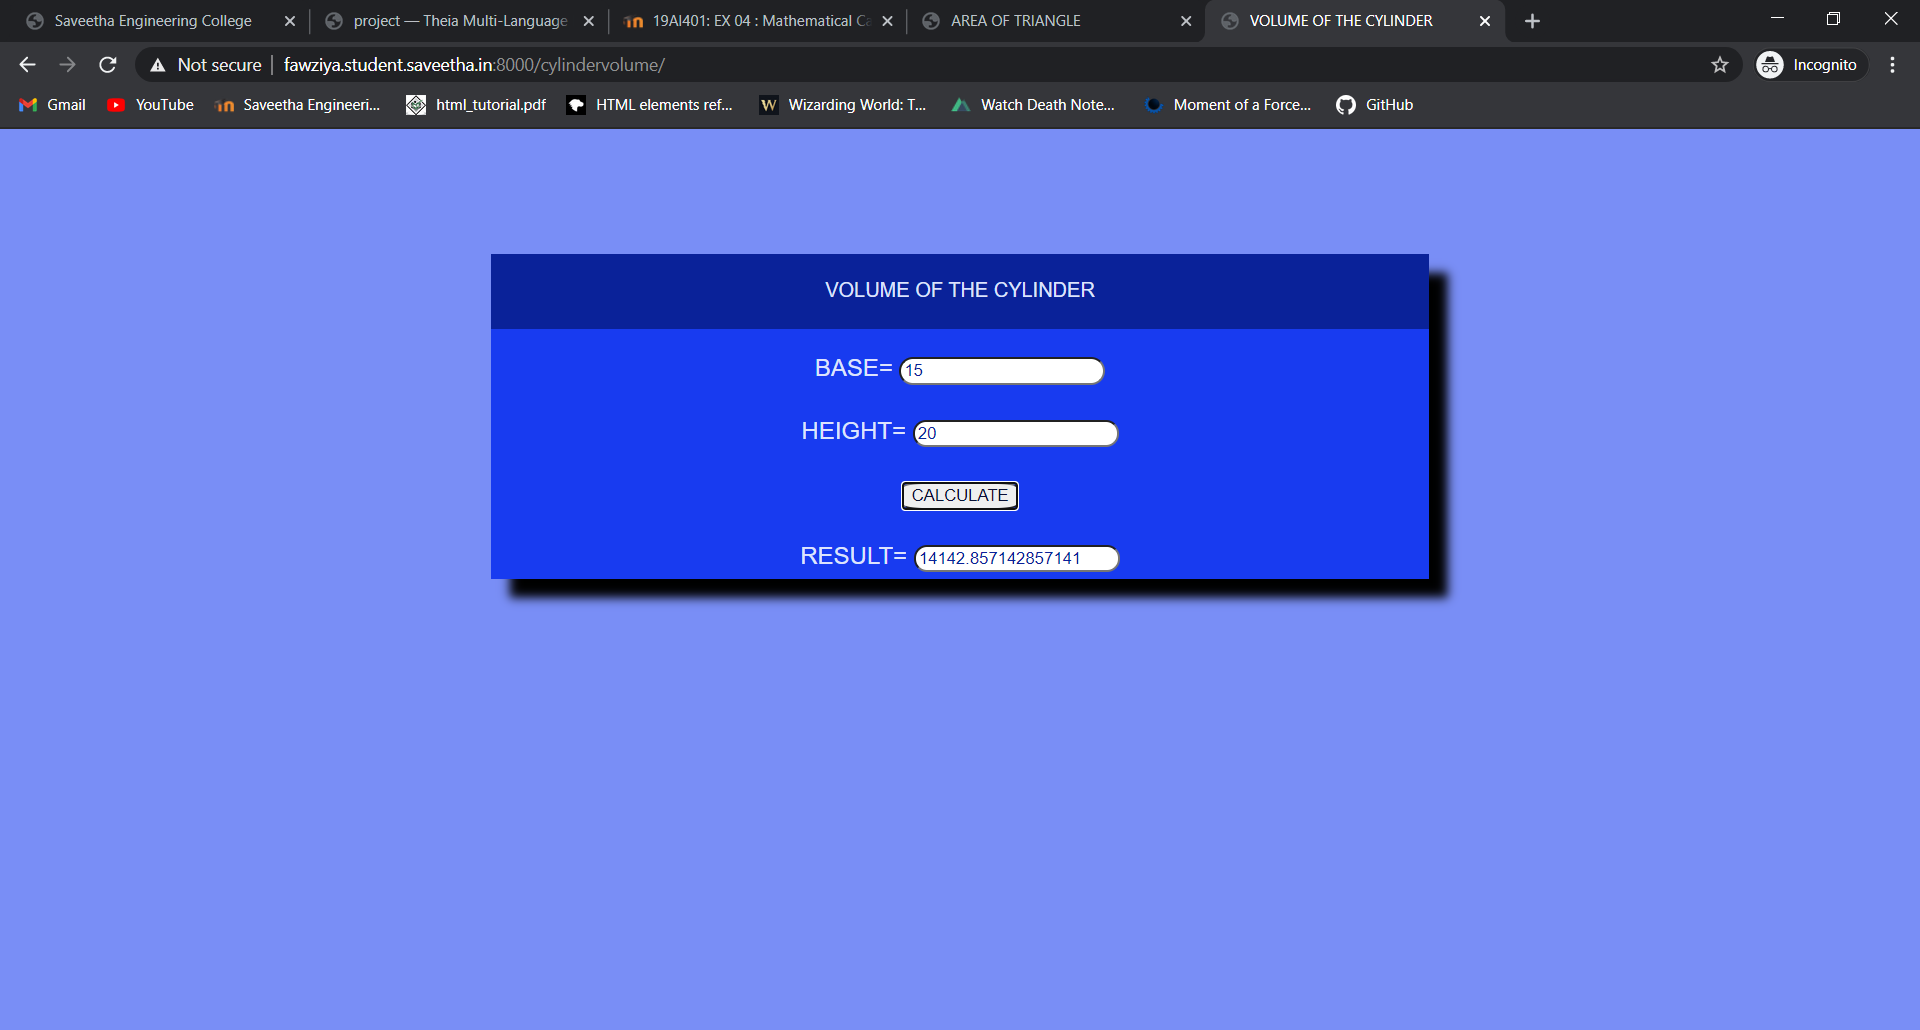 Saveetha Engineering College
project — Theia Multi-Language
19AI401: EX 04 : Mathematical Ca
AREA OF TRIANGLE
VOLUME OF THE CYLINDER
Not secure
fawziya.student.saveetha.in:8000/cylindervolume/
Incognito
Gmail
YouTube
Saveetha Engineeri...
html_tutorial.pdf
HTML elements ref...
W
Wizarding World: T...
Watch Death Note...
Moment of a Force...
GitHub
VOLUME OF THE CYLINDER
BASE= 15
HEIGHT= 20
CALCULATE
RESULT= 14142.857142857141